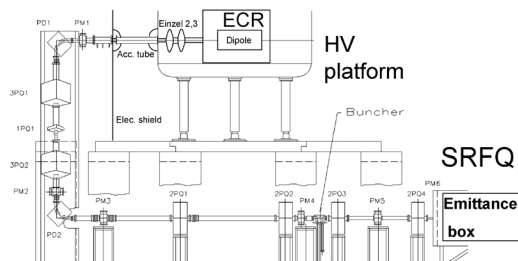 PD1
PM1
Einzel 2,3
ECR
Dipole
Acc. tube
HV
platform
3PQ1
1PQ1
Elec. shield
Buncher
3PQ2
SRFQ
PM2
PM3
2PQ1
2PQ2
PM4
2PQ3
PM5
2PQ4
PM6
Emittance
box
PD2